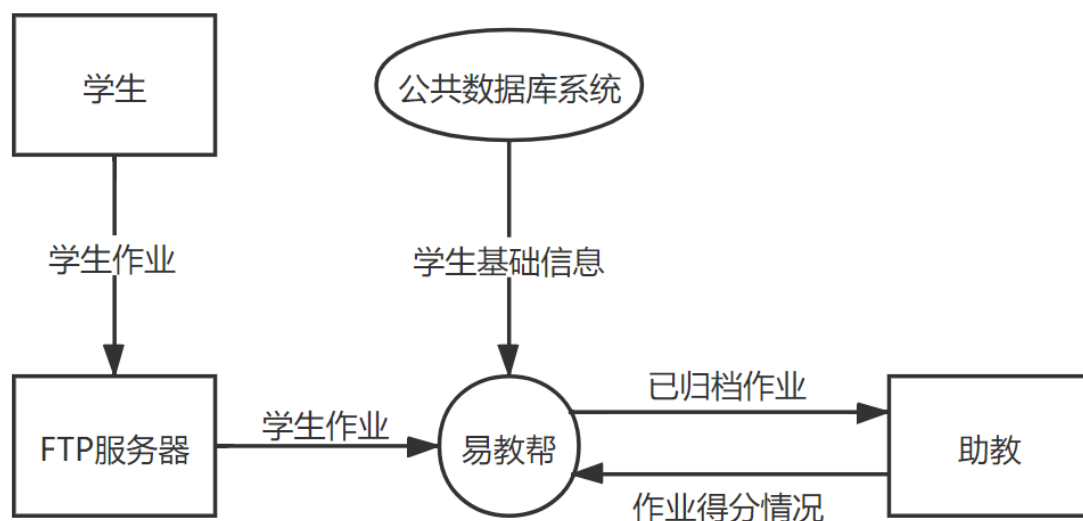 学生
公共数据库系统
学生作业
学生基础信息
已归档作业
FTP服务器
学生作业
易教帮
助教
作业得分情况